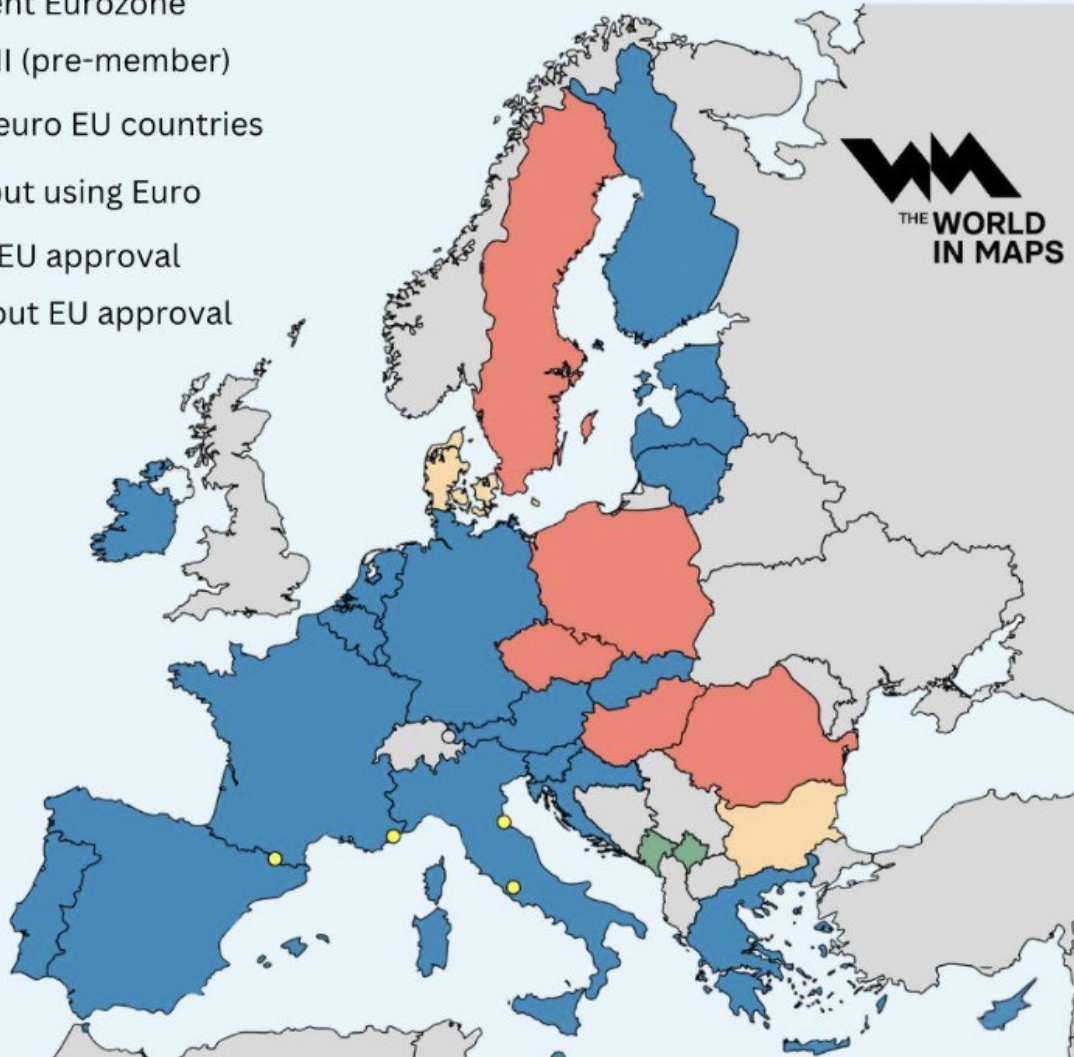 nt Eurozone
II (pre-member)
euro EU countries
out using Euro
EU approval
out EU approval
THE WORLD
IN MAPS